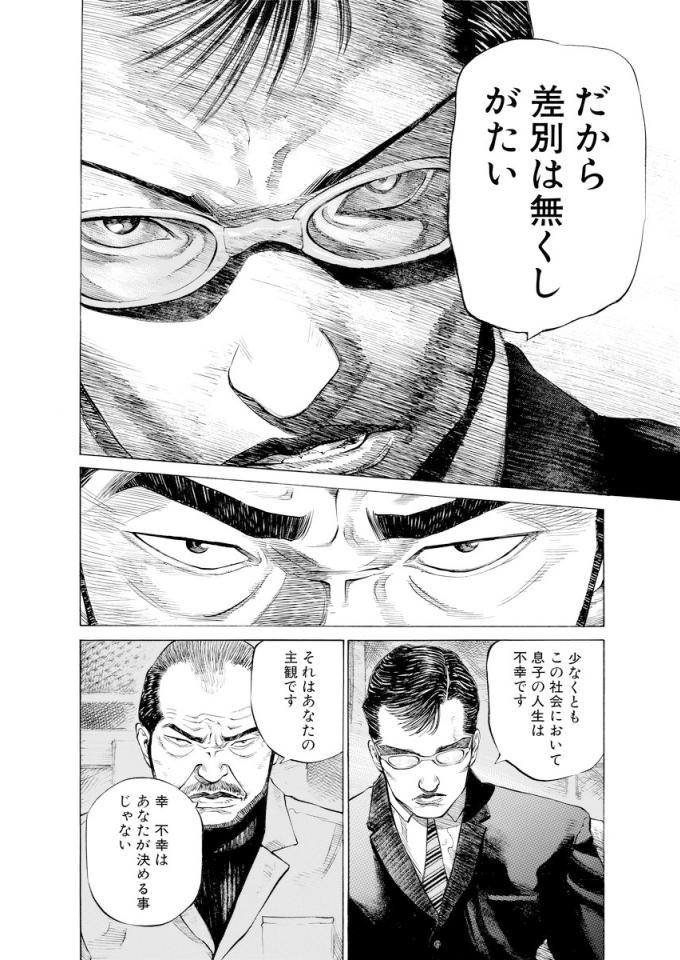 だから
差別は無くし
がたい
少なくとも
この社会において
息子の人生は
不幸です
それはあなたの
主観です
幸　不幸は
あなたが決める事
じゃない